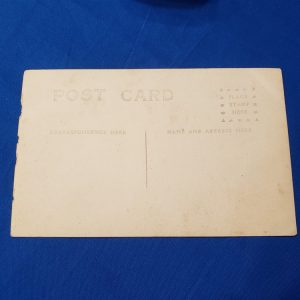 POST CARD
PLACE
STAMP
HERE
CORRESPONDENCE HERE
NAME AND ADDRESS HERE